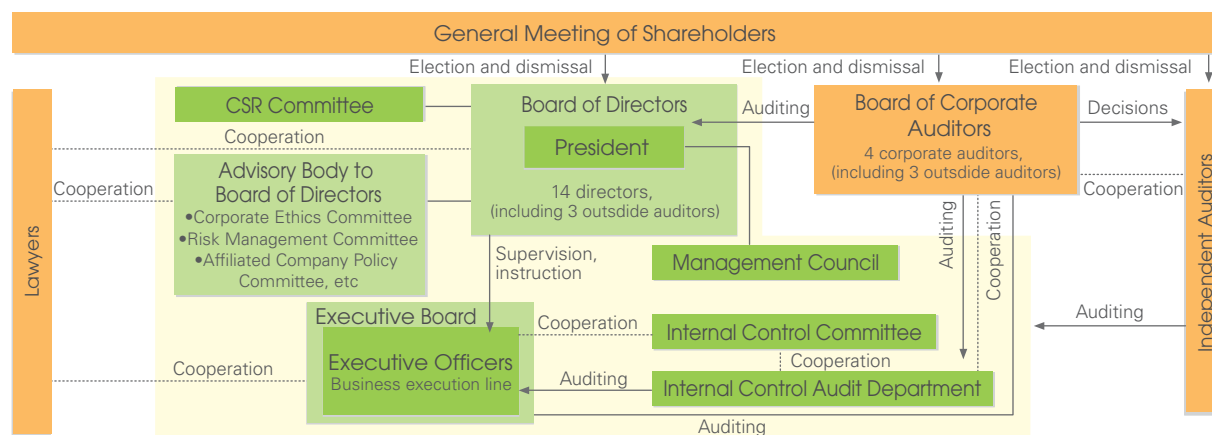 General Meeting of Shareholders
Election and dismissal
Election and dismissal
Election and dismissal
CSR Committee
Board of Directors
Auditing
Board of Corporate
Auditors
Decisions
Cooperation
President
4 corporate auditors,
(including 3 outsdide auditors)
Advisory Body to
Board of Directors
Cooperation
•Corporate Ethics Committee
•Risk Management Committee
•Affiliated Company Policy
Committee, etc
14 directors,
(including 3 outsdide auditors)
Cooperation
Lawyers
Independent Auditors
Supervision,
instruction
Management Council
Auditing
Cooperation
Executive Board
Cooperation
Internal Control Committee
Auditing
Executive Officers
Business execution line
Cooperation
Cooperation
Auditing
Internal Control Audit Department
Auditing